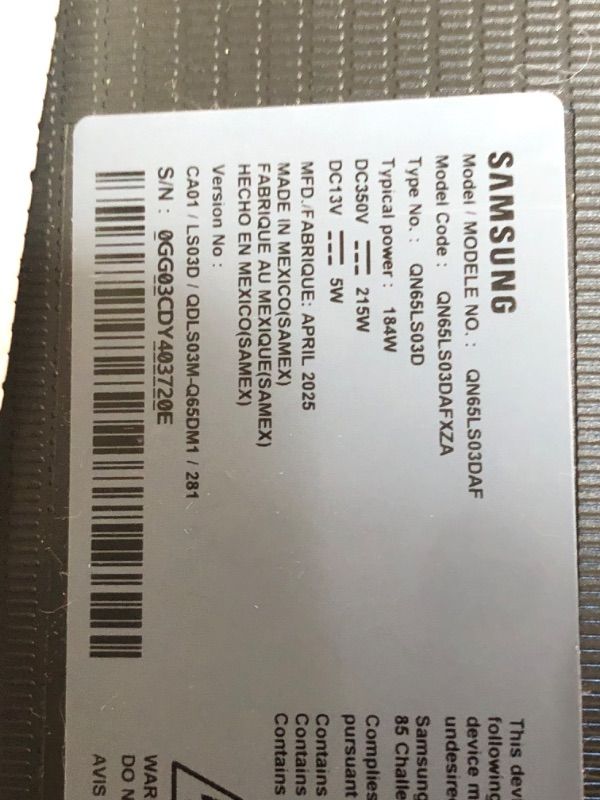 SAMSUNG
Model / MODELE NO. : QN65LS03DAF
Model Code : QN65LS03DAFXZA
Type No. : QN65LS03D
Typical power : 184W
DC350V 215W
DC13V 5W
MFD./FABRIQUE: APRIL 2025
MADE IN MEXICO(SAMEX)
FABRIQUE AU MEXIQUE(SAMEX)
HECHO EN MEXICO(SAMEX)
Version No :
CA01 / LS03D / QDLS03M-Q65DM1 / 281
S/N : 0GG03CDY403720E
This dev
following
device m
undesire
Samsung
85 Challe
Complies
pursuant
Contains
Contains
Contains
WAR
DO N
AVIS